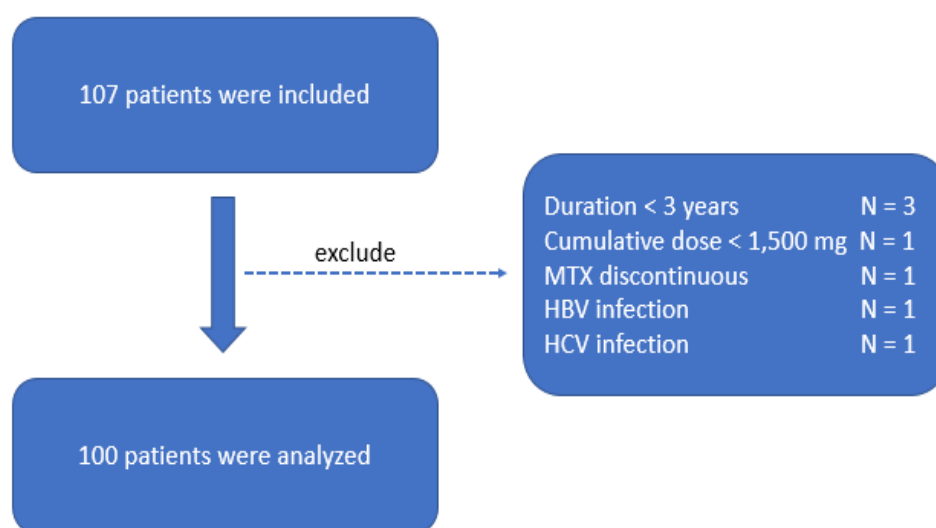 107 patients were included
exclude
Duration < 3 years N = 3
Cumulative dose < 1,500 mg N = 1
MTX discontinuous N = 1
HBV infection N = 1
HCV infection N = 1
100 patients were analyzed